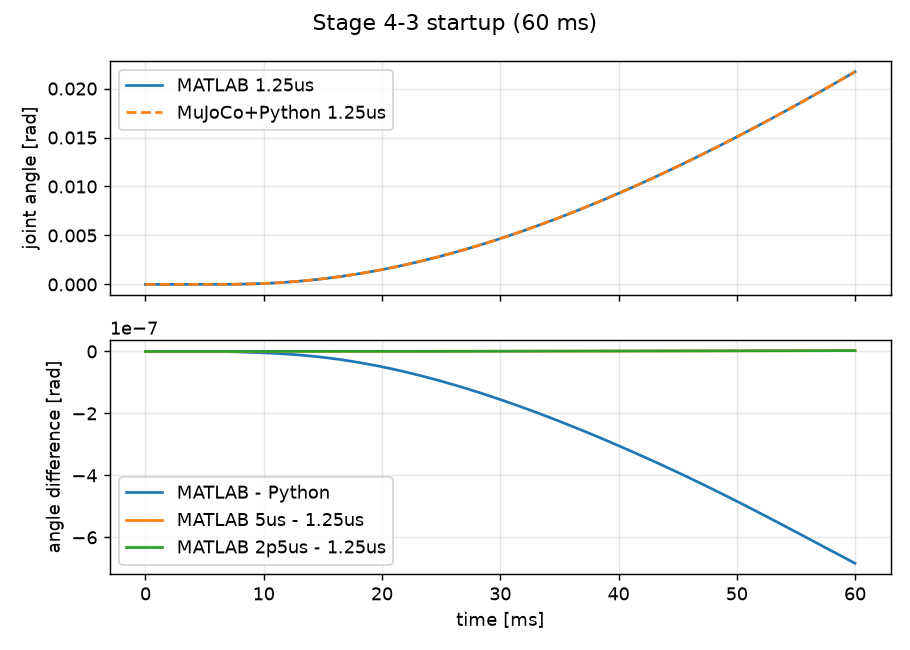 Stage 4-3 startup (60 ms)
joint angle [rad]
0.020
0.015
0.010
0.005
0.000
MATLAB 1.25us
MuJoCo+Python 1.25us
1e−7
angle difference [rad]
0
−2
−4
−6
MATLAB - Python
MATLAB 5us - 1.25us
MATLAB 2p5us - 1.25us
0 10 20 30 40 50 60
time [ms]